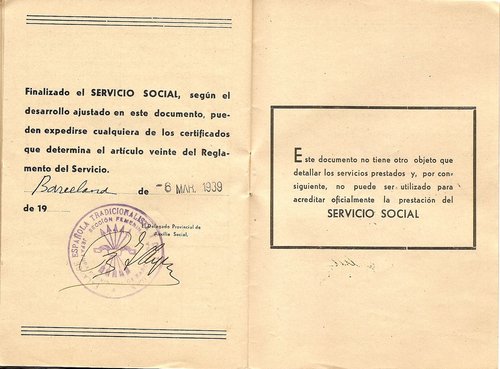 Finalizado el SERVICIO SOCIAL, según el
desarrollo ajustado en este documento, pue-
den expedirse cualquiera de los certificados
que determina el artículo veinte del Regla-
mento del Servicio.
Barcelona de -6 MAR. 1939
de 19
El Delegado Provincial de
Auxilio Social,
ESPAÑOLA TRADICIONALISTA
SECCIÓN FEMENINA
Este documento no tiene otro objeto que
detallar los servicios prestados y, por con-
siguiente, no puede ser utilizado para
acreditar oficialmente la prestación del
SERVICIO SOCIAL